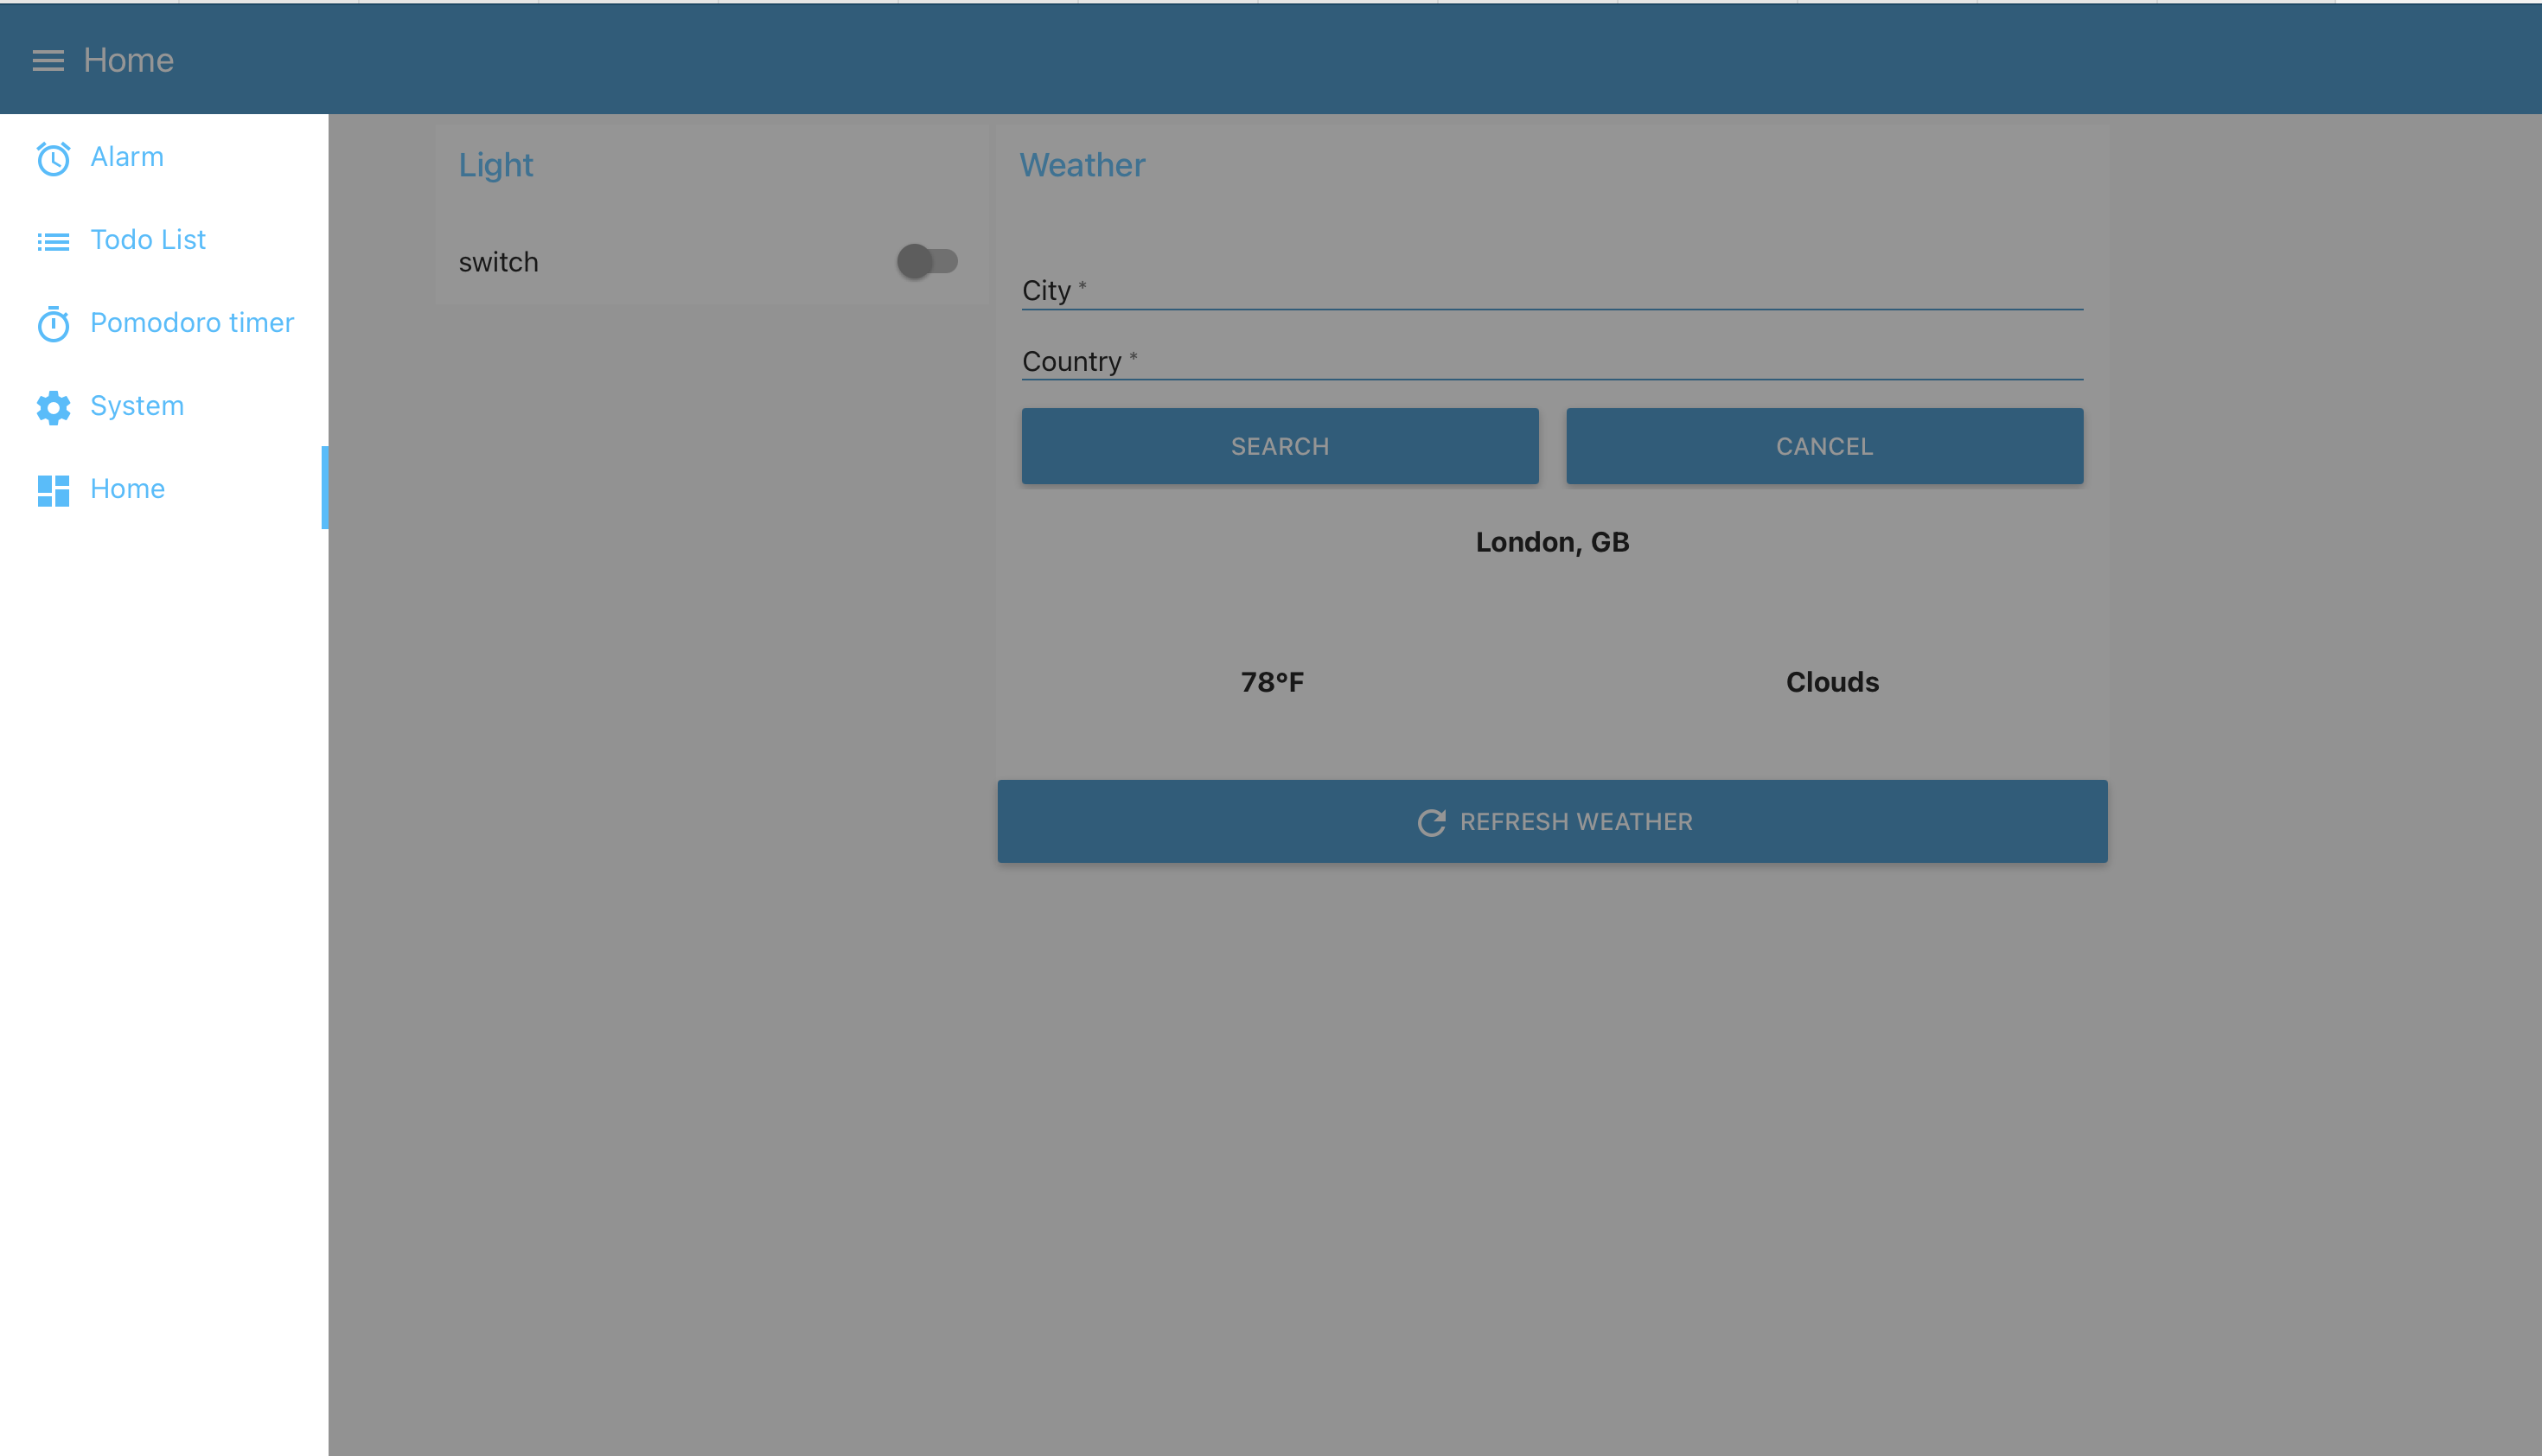 Home
Alarm
Todo List
Pomodoro timer
System
Home
Light
switch
Weather
City *
Country *
SEARCH
CANCEL
London, GB
78°F
Clouds
REFRESH WEATHER